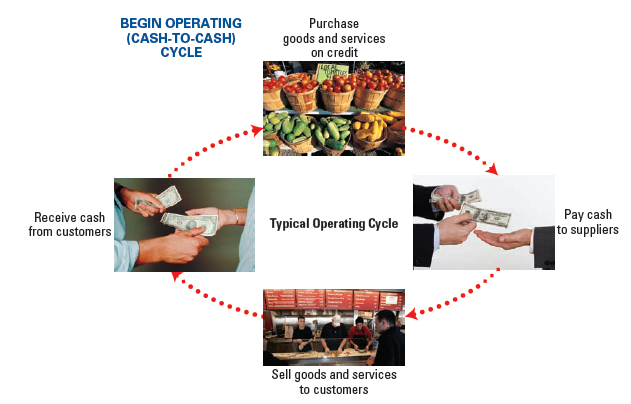 BEGIN OPERATING
(CASH-TO-CASH)
CYCLE
Purchase
goods and services
on credit
LOCAL
Pay cash
to suppliers
Typical Operating Cycle
Receive cash
from customers
Sell goods and services
to customers